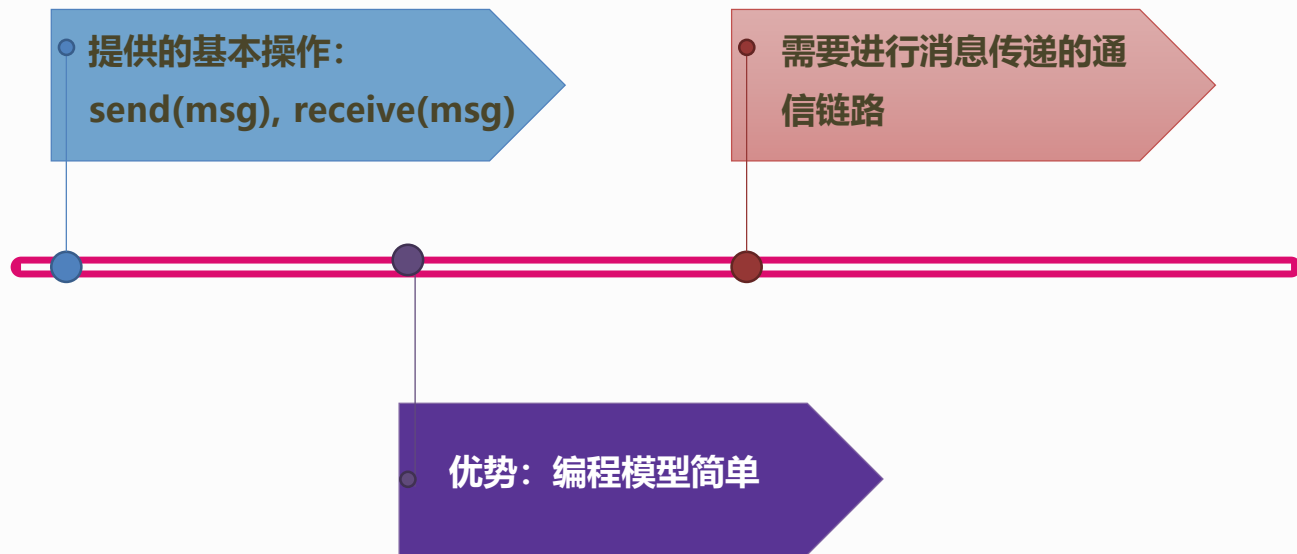 提供的基本操作：
send(msg), receive(msg)
需要进行消息传递的通
信链路
优势：编程模型简单